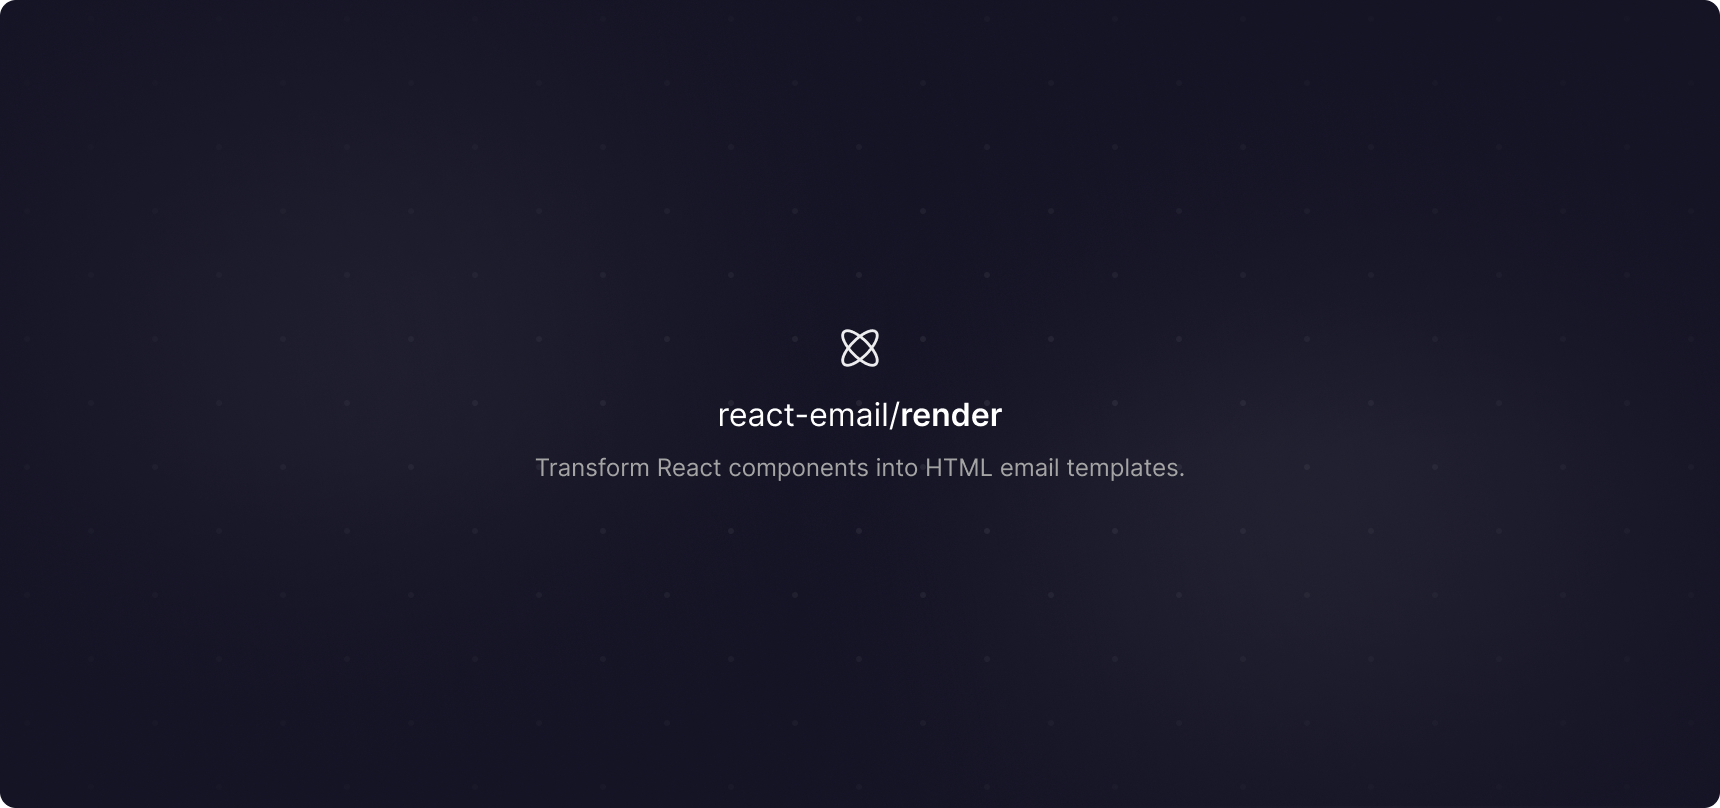 react-email/render
Transform React components into HTML email templates.